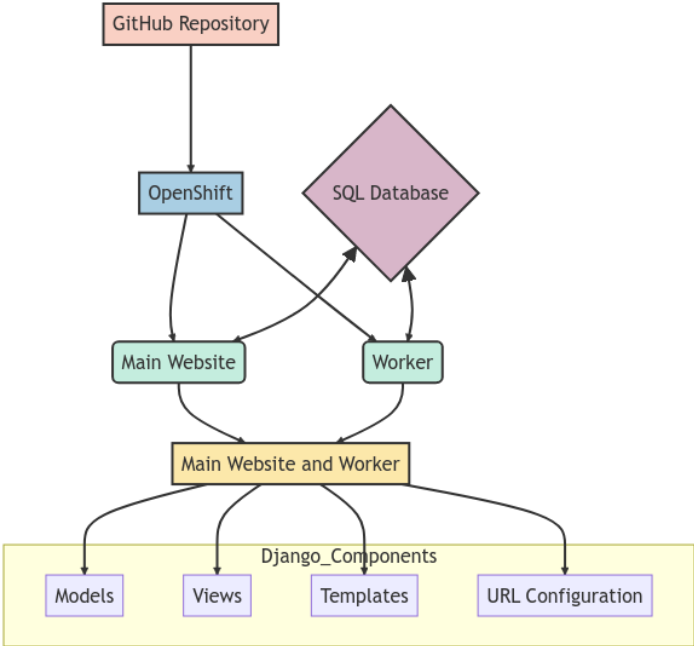 GitHub Repository
OpenShift
SQL Database
Main Website
Worker
Main Website and Worker
Django_Components
Models
Views
Templates
URL Configuration